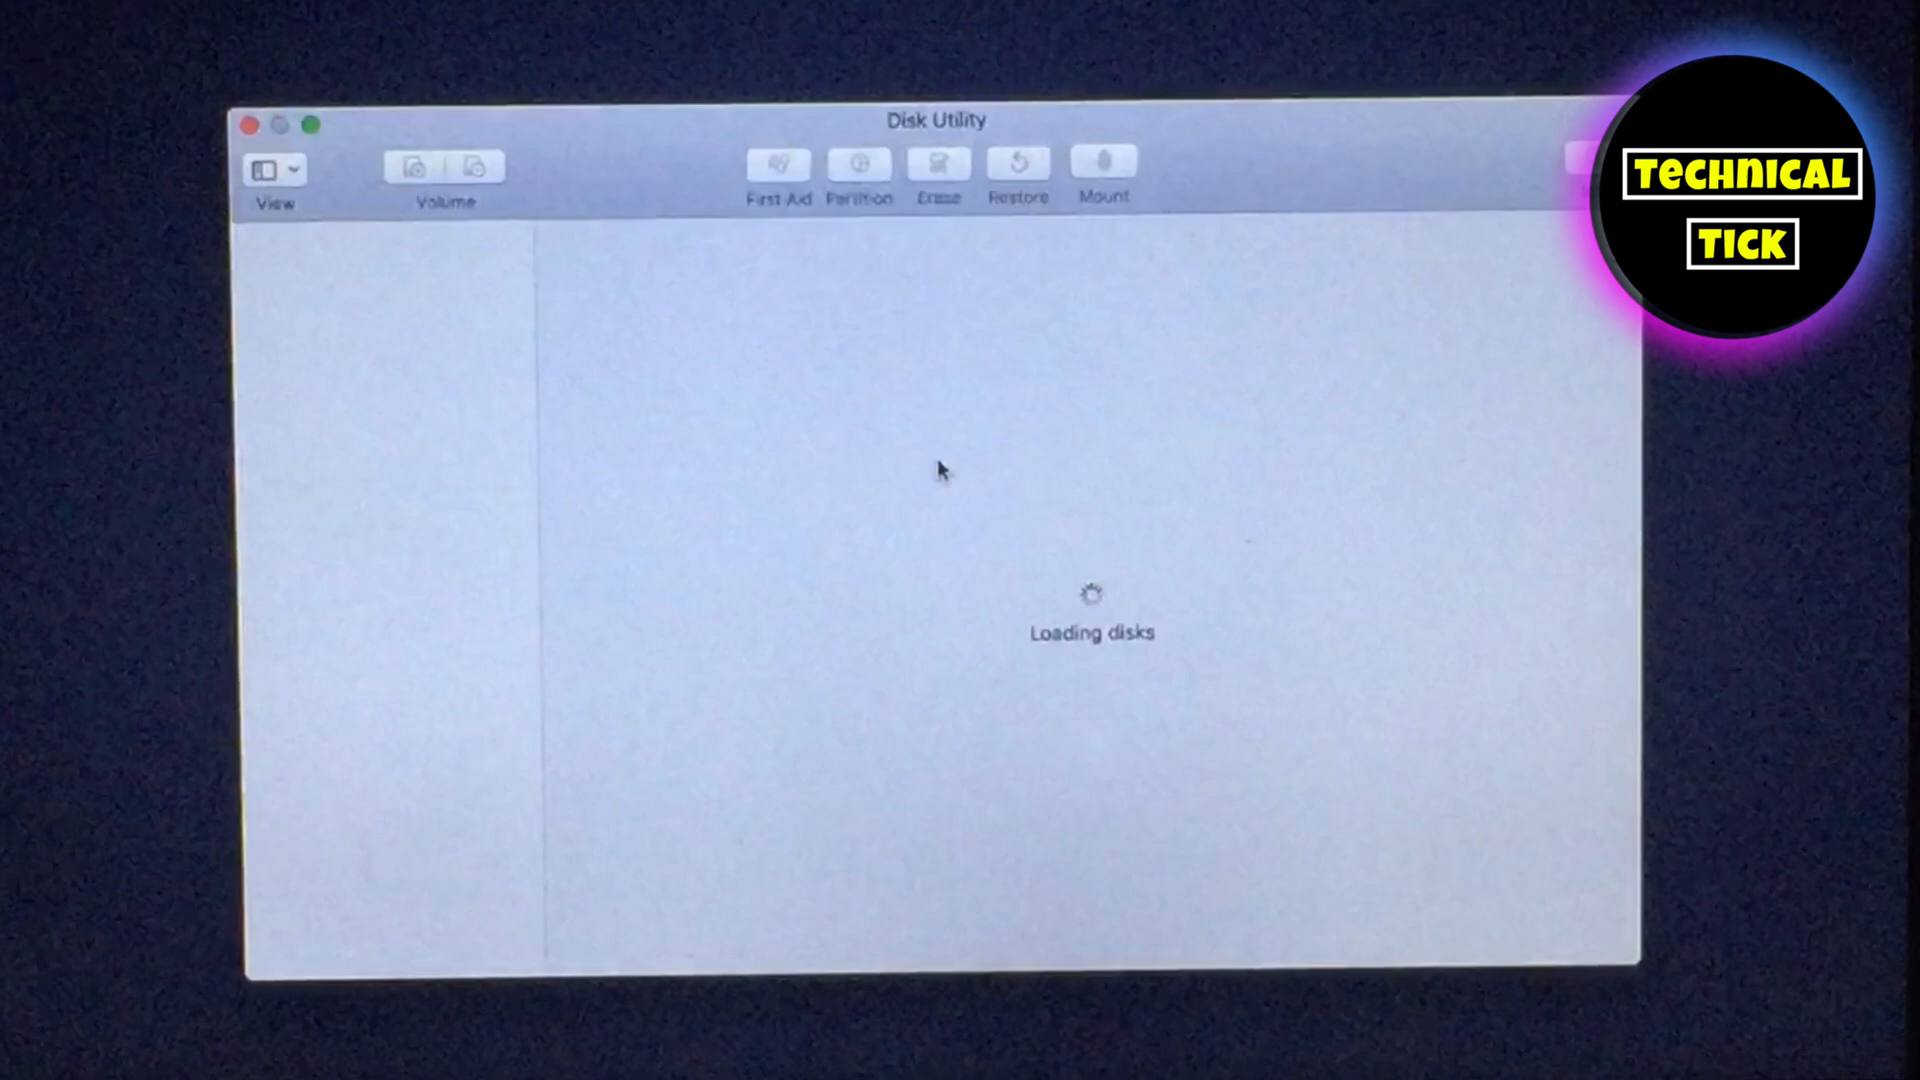 Disk Utility
View
Volume
First Aid
Partition
Erase
Restore
Mount
Loading disks
TECHNICAL
TICK